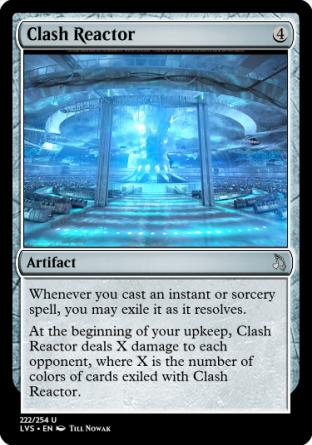 Clash Reactor 4
Artifact
Whenever you cast an instant or sorcery
spell, you may exile it as it resolves.
At the beginning of your upkeep, Clash
Reactor deals X damage to each
opponent, where X is the number of
colors of cards exiled with Clash
Reactor.
222/254 U
LVS • EN Till Nowak